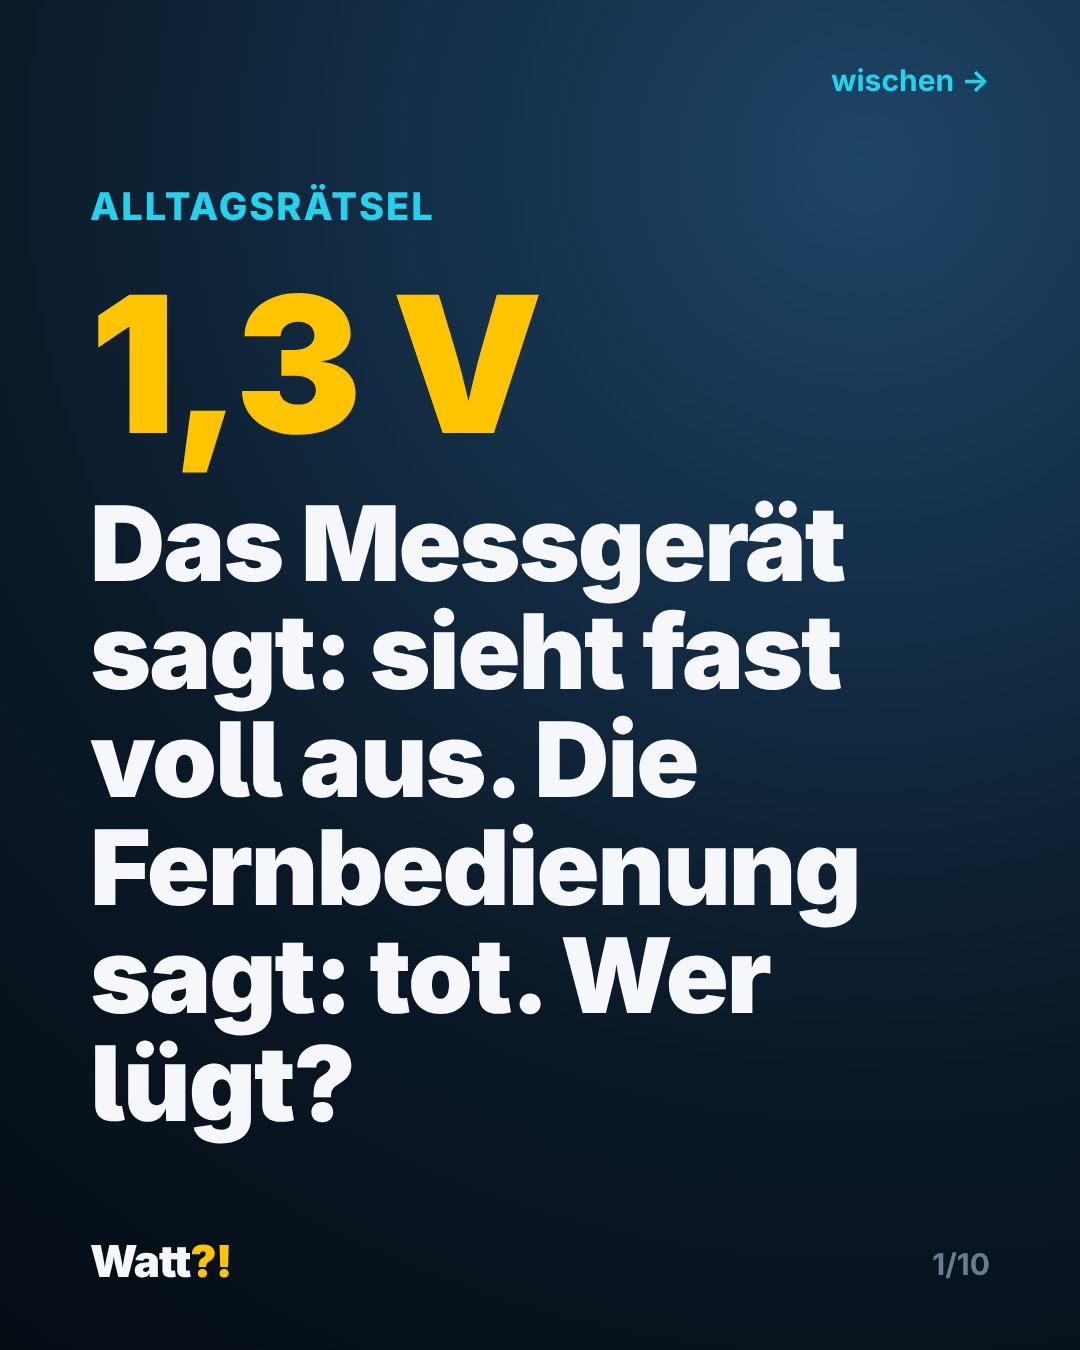 wischen →
ALLTAGSRÄTSEL
1,3 V
Das Messgerät
sagt: sieht fast
voll aus. Die
Fernbedienung
sagt: tot. Wer
lügt?
Watt?!
1/10